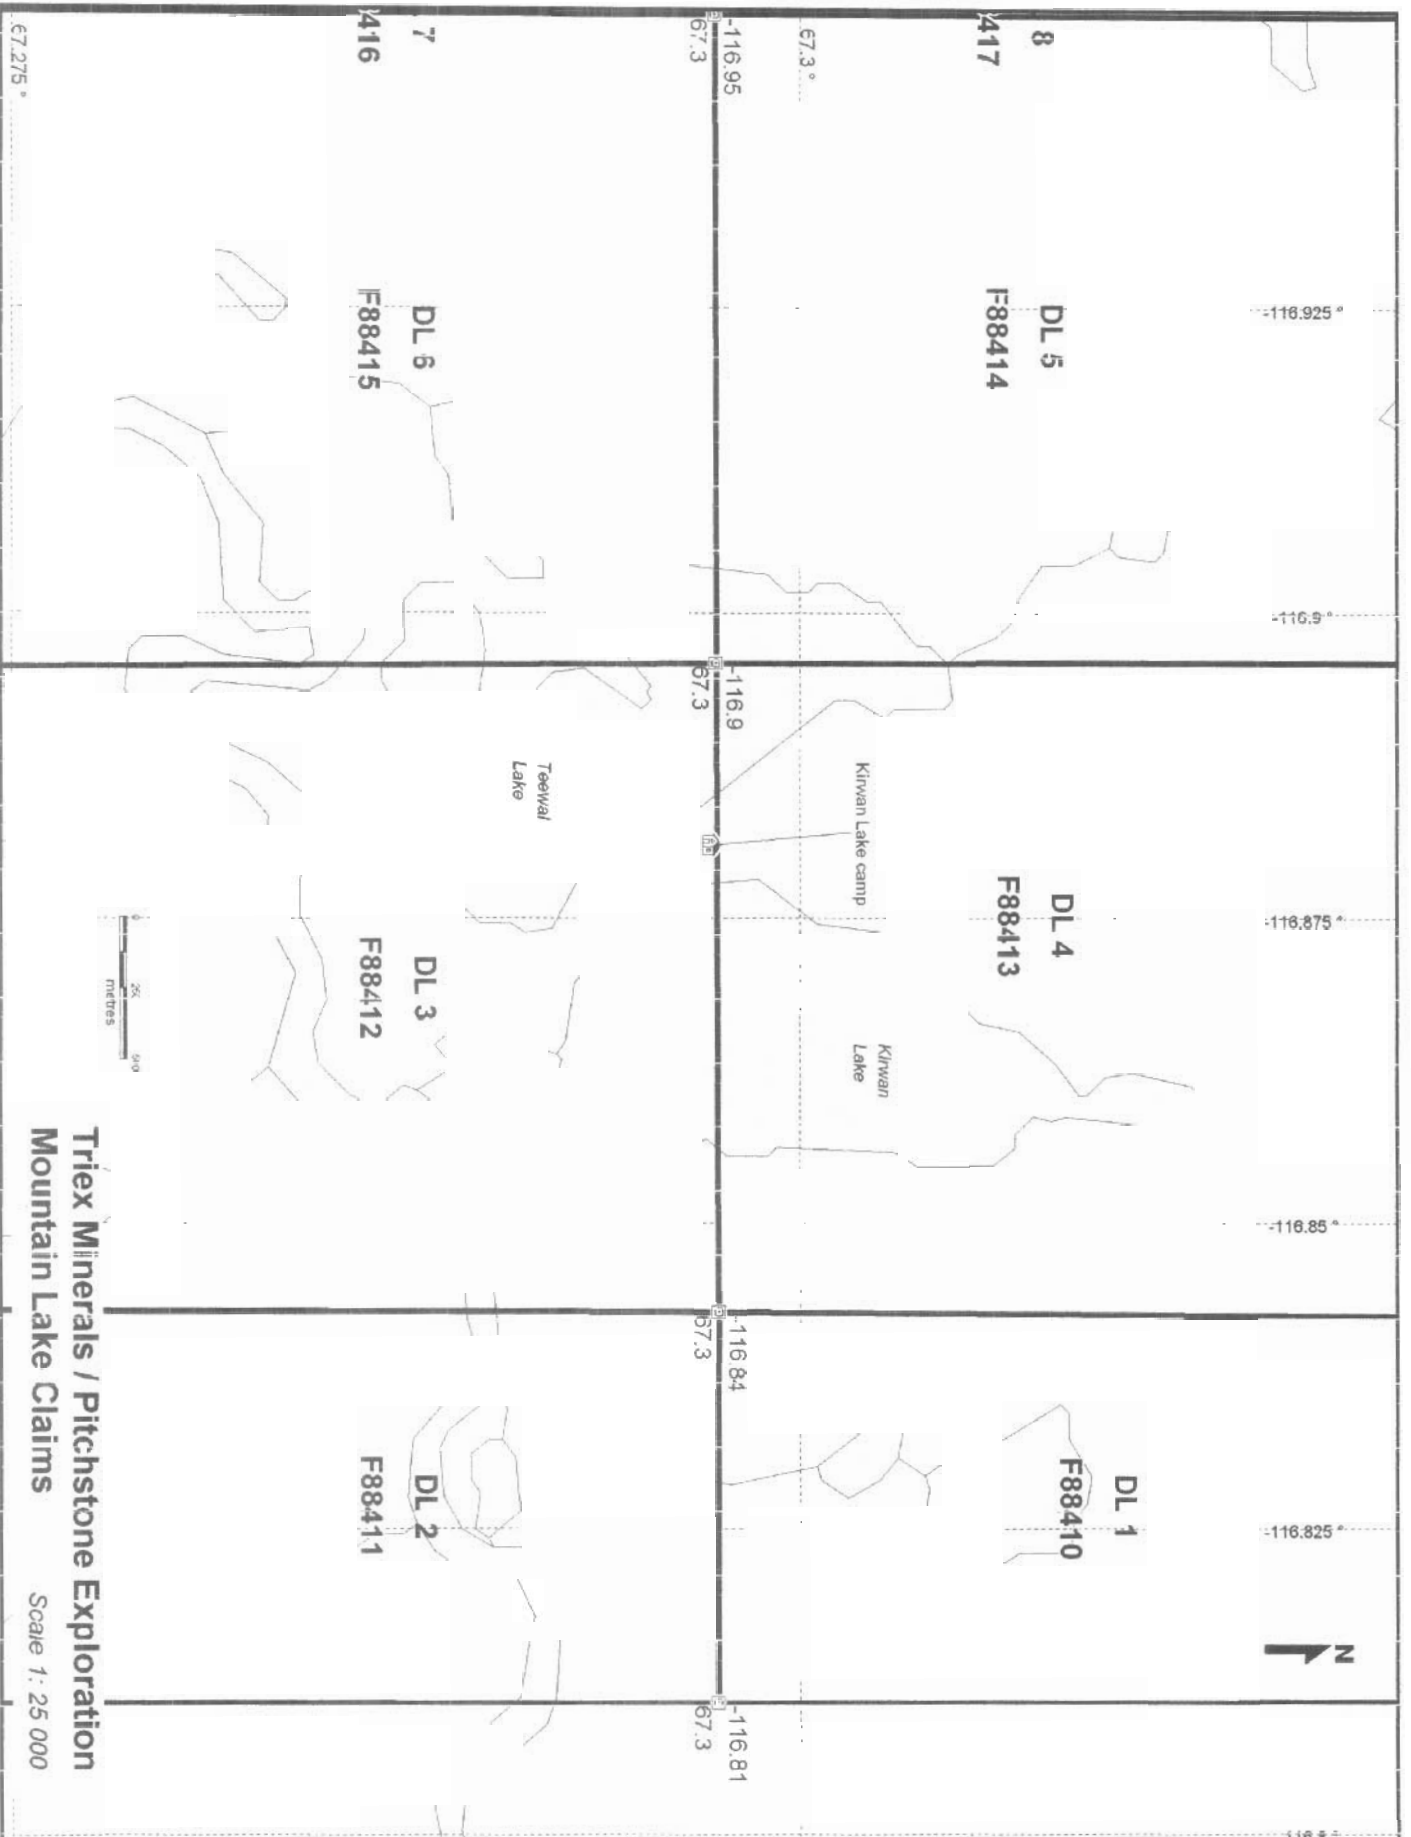 -116.925 °
-116.9 °
-116.875 °
-116.85 °
-116.825 °
N
8
417
DL 5
F88414
DL 4
F88413
DL 1
F88410
67.3 °
Kirwan Lake camp
Kirwan
Lake
-116.95
67.3
-116.9
67.3
-116.84
67.3
-116.81
67.3
Teewal
Lake
7
416
DL 6
F88415
DL 3
F88412
DL 2
F88411
0
250
500
metres
67.275 °
Triex Minerals / Pitchstone Exploration
Mountain Lake Claims
Scale 1: 25 000